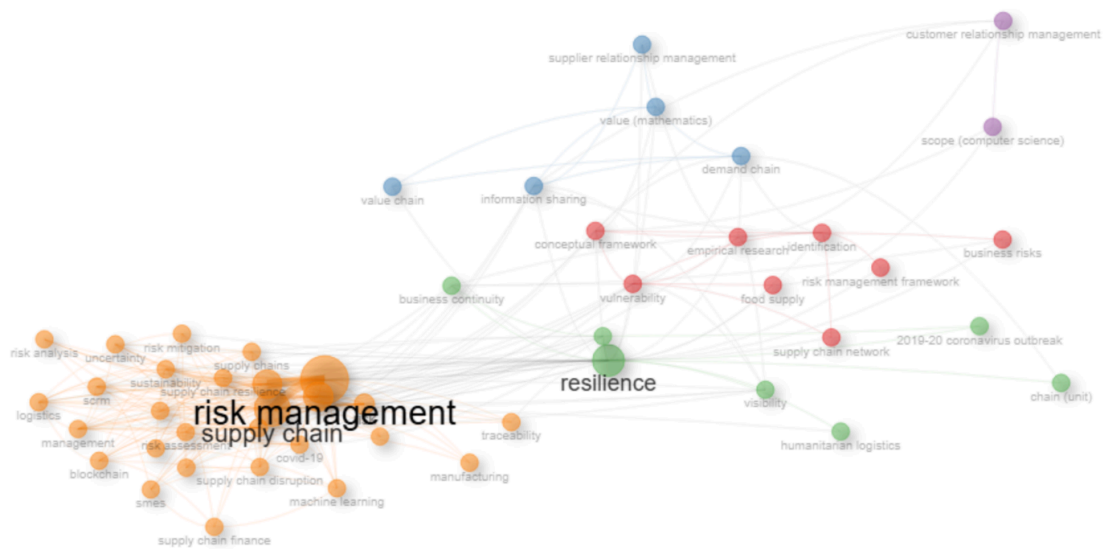 customer relationship management
supplier relationship management
value (mathematics)
scope (computer science)
demand chain
value chain
information sharing
conceptual framework
empirical research
identification
business risks
risk management framework
business continuity
vulnerability
food supply
2019-20 coronavirus outbreak
supply chain network
risk analysis
uncertainty
risk mitigation
supply chains
resilience
sustainability
supply chain resilience
chain (unit)
visibility
scrm
logistics
risk management
traceability
supply chain
management
risk assessment
humanitarian logistics
covid-19
blockchain
supply chain disruption
manufacturing
smes
machine learning
supply chain finance